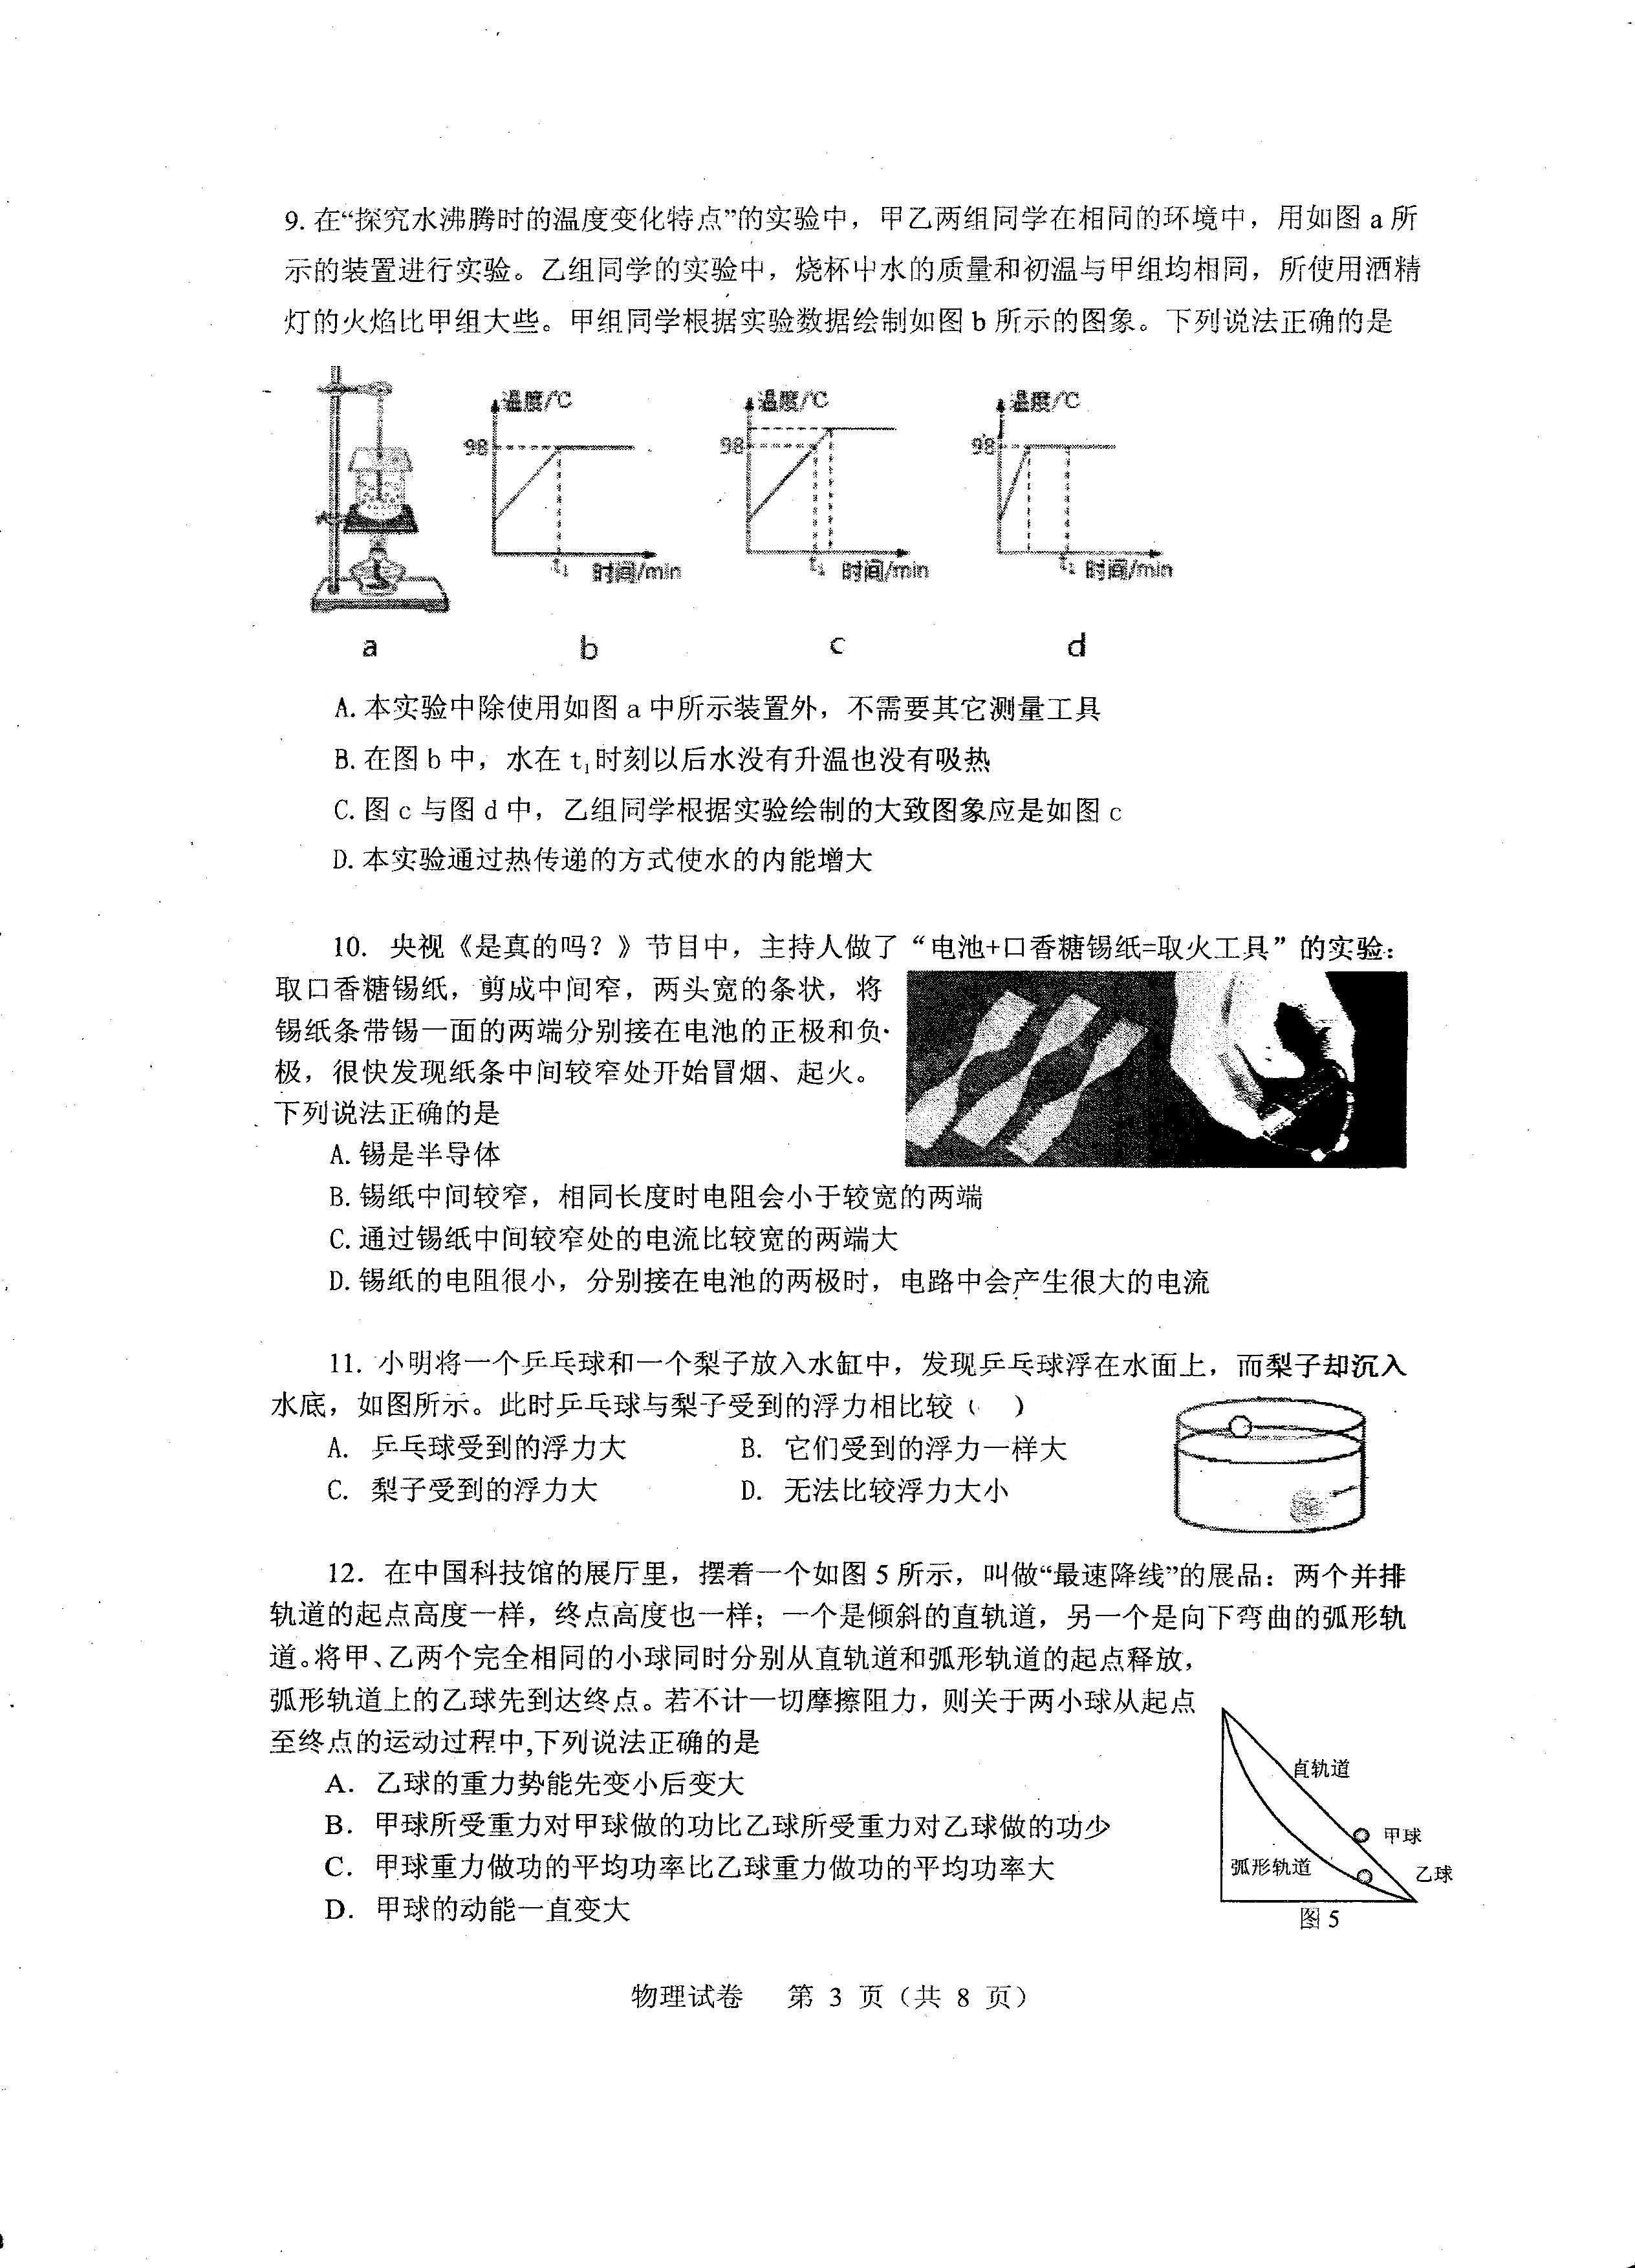 9. 在“探究水沸腾时的温度变化特点”的实验中，甲乙两组同学在相同的环境中，用如图 a 所
示的装置进行实验。乙组同学的实验中，烧杯中水的质量和初温与甲组均相同，所使用酒精
灯的火焰比甲组大些。甲组同学根据实验数据绘制如图 b 所示的图象。下列说法正确的是
温度/℃ 温度/℃ 温度/℃
98 98 98
t₁ 时间/min t₁ 时间/min t₁ 时间/min
a b c d
A. 本实验中除使用如图 a 中所示装置外，不需要其它测量工具
B. 在图 b 中，水在 t₁时刻以后水没有升温也没有吸热
C. 图 c 与图 d 中，乙组同学根据实验绘制的大致图象应是如图 c
D. 本实验通过热传递的方式使水的内能增大
10. 央视《是真的吗？》节目中，主持人做了“电池+口香糖锡纸=取火工具”的实验：
取口香糖锡纸，剪成中间窄，两头宽的条状，将
锡纸条带锡一面的两端分别接在电池的正极和负
极，很快发现纸条中间较窄处开始冒烟、起火。
下列说法正确的是
A. 锡是半导体
B. 锡纸中间较窄，相同长度时电阻会小于较宽的两端
C. 通过锡纸中间较窄处的电流比较宽的两端大
D. 锡纸的电阻很小，分别接在电池的两极时，电路中会产生很大的电流
11. 小明将一个乒乓球和一个梨子放入水缸中，发现乒乓球浮在水面上，而梨子却沉入
水底，如图所示。此时乒乓球与梨子受到的浮力相比较（ ）
A. 乒乓球受到的浮力大 B. 它们受到的浮力一样大
C. 梨子受到的浮力大 D. 无法比较浮力大小
12. 在中国科技馆的展厅里，摆着一个如图 5 所示，叫做“最速降线”的展品：两个并排
轨道的起点高度一样，终点高度也一样；一个是倾斜的直轨道，另一个是向下弯曲的弧形轨
道。将甲、乙两个完全相同的小球同时分别从直轨道和弧形轨道的起点释放，
弧形轨道上的乙球先到达终点。若不计一切摩擦阻力，则关于两小球从起点
至终点的运动过程中,下列说法正确的是
A. 乙球的重力势能先变小后变大
B. 甲球所受重力对甲球做的功比乙球所受重力对乙球做的功少
C. 甲球重力做功的平均功率比乙球重力做功的平均功率大
D. 甲球的动能一直变大
直轨道
甲球
弧形轨道
乙球
图 5
物理试卷 第 3 页（共 8 页）